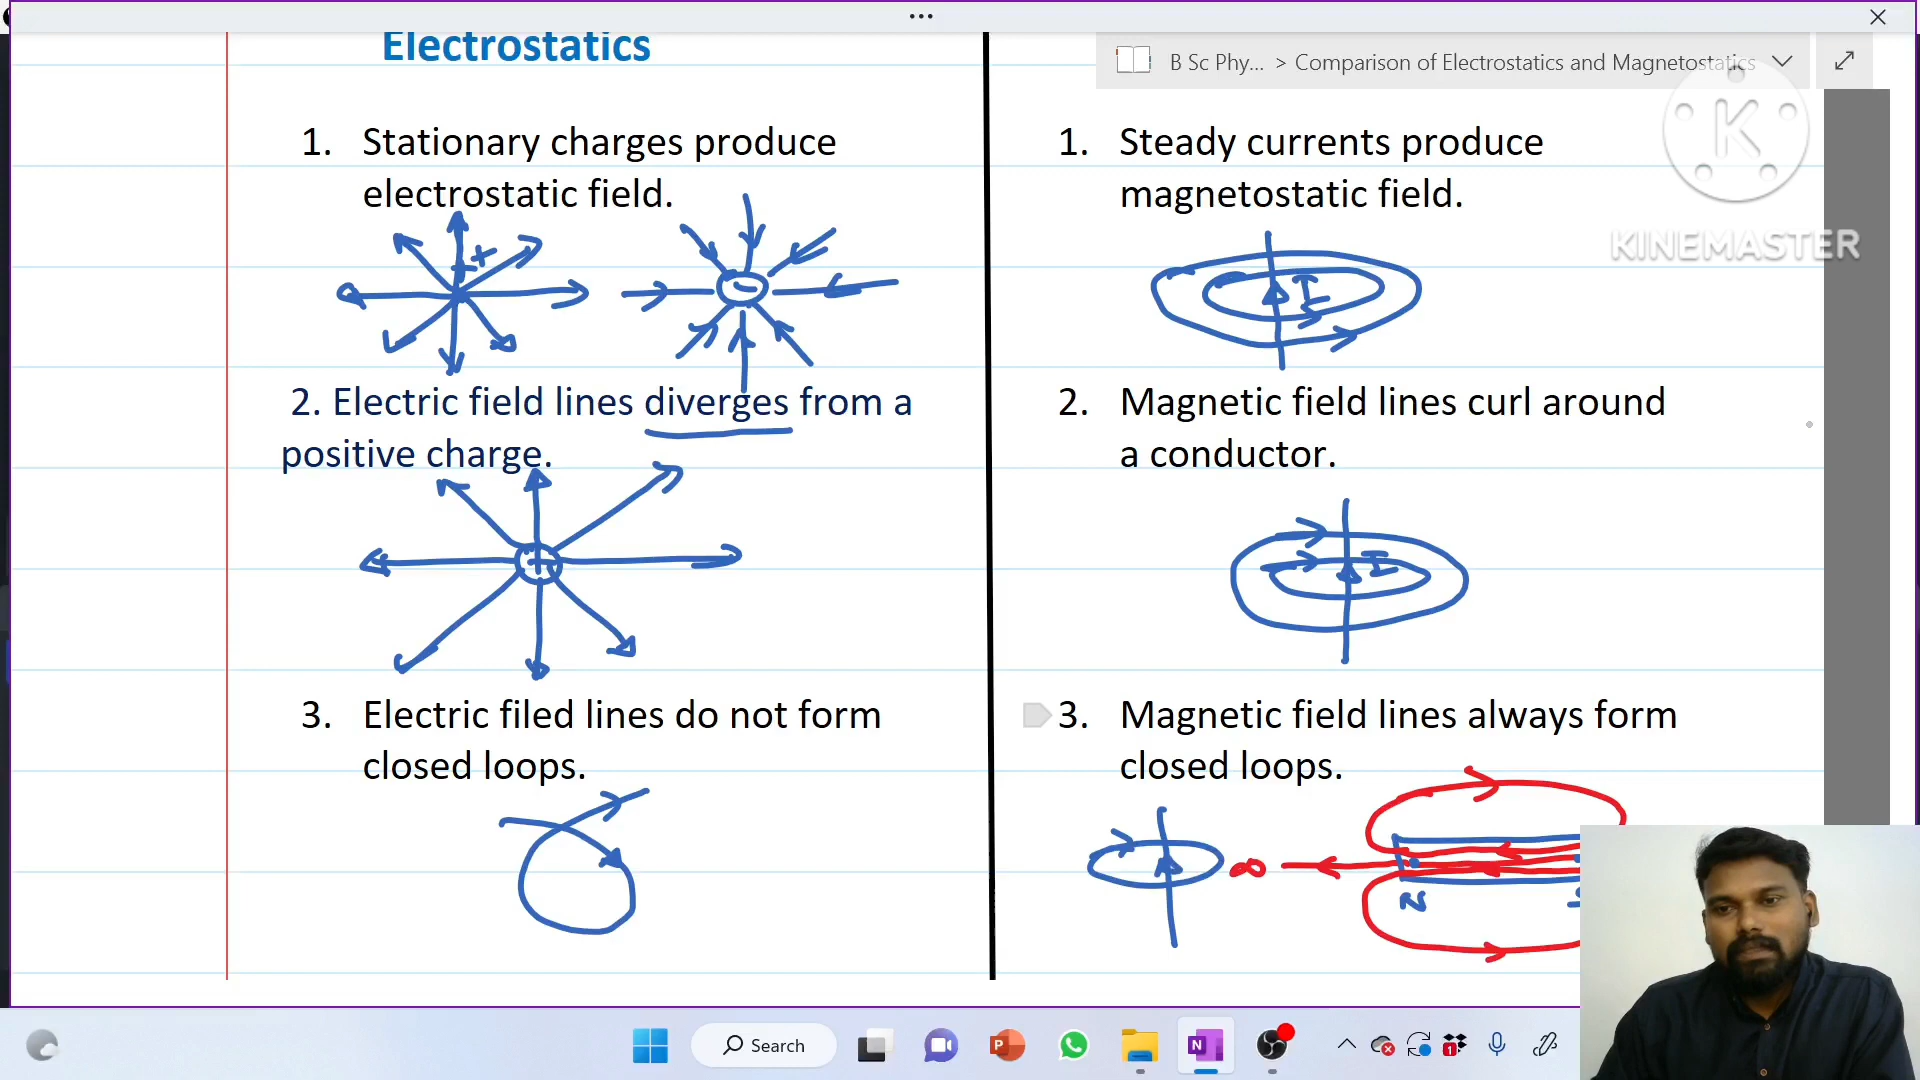 Electrostatics
B Sc Phy... > Comparison of Electrostatics and Magnetostatics
K
KINEMASTER
1. Stationary charges produce
electrostatic field.
+
−
2. Electric field lines diverges from a
positive charge.
+
3. Electric filed lines do not form
closed loops.
1. Steady currents produce
magnetostatic field.
I
2. Magnetic field lines curl around
a conductor.
I
3. Magnetic field lines always form
closed loops.
∞
N
Search
P
N
1